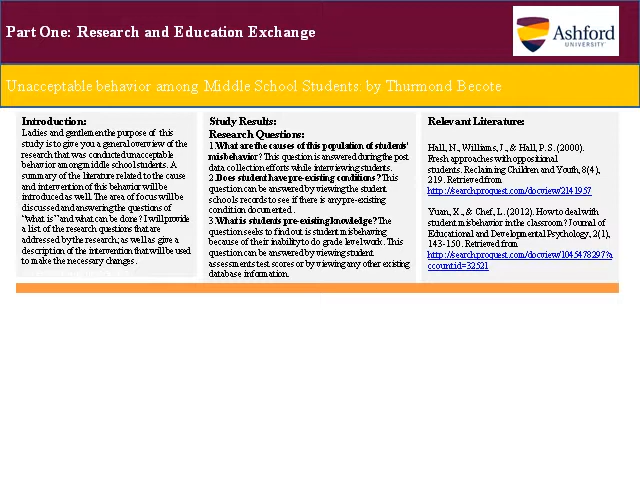 Part One: Research and Education Exchange
Ashford
UNIVERSITY
Unacceptable behavior among Middle School Students: by Thurmond Becote
Introduction:
Ladies and gentlemen the purpose of this
study is to give you a general overview of the
research that was conducted unacceptable
behavior among middle school students. A
summary of the literature related to the cause
and intervention of this behavior will be
introduced as well. The area of focus will be
discussed and answering the questions of
"what is" and what can be done? I will provide
a list of the research questions that are
addressed by the research; as well as give a
description of the intervention that will be used
to make the necessary changes.
Study Results:
Research Questions:
1.What are the causes of this population of students'
misbehavior? This question is answered during the post
data collection efforts while interviewing students.
2.Does student have pre-existing conditions? This
question can be answered by viewing the student
schools records to see if there is any pre-existing
condition documented.
3.What is students pre-existing knowledge? The
question seeks to find out is student misbehaving
because of their inability to do grade level work. This
question can be answered by viewing student
assessments test scores or by viewing any other existing
database information.
Relevant Literature:
Hall, N., Williams, J., & Hall, P. S. (2000).
Fresh approaches with oppositional
students. Reclaiming Children and Youth, 8(4),
219. Retrieved from
http://searchproquest.com/docview/2141957
Yuan, X., & Chef, L. (2012). How to deal with
student misbehavior in the classroom? Journal of
Educational and Developmental Psychology, 2(1),
143-150. Retrieved from
http://searchproquest.com/docview/1045478297?a
ccountid=32521